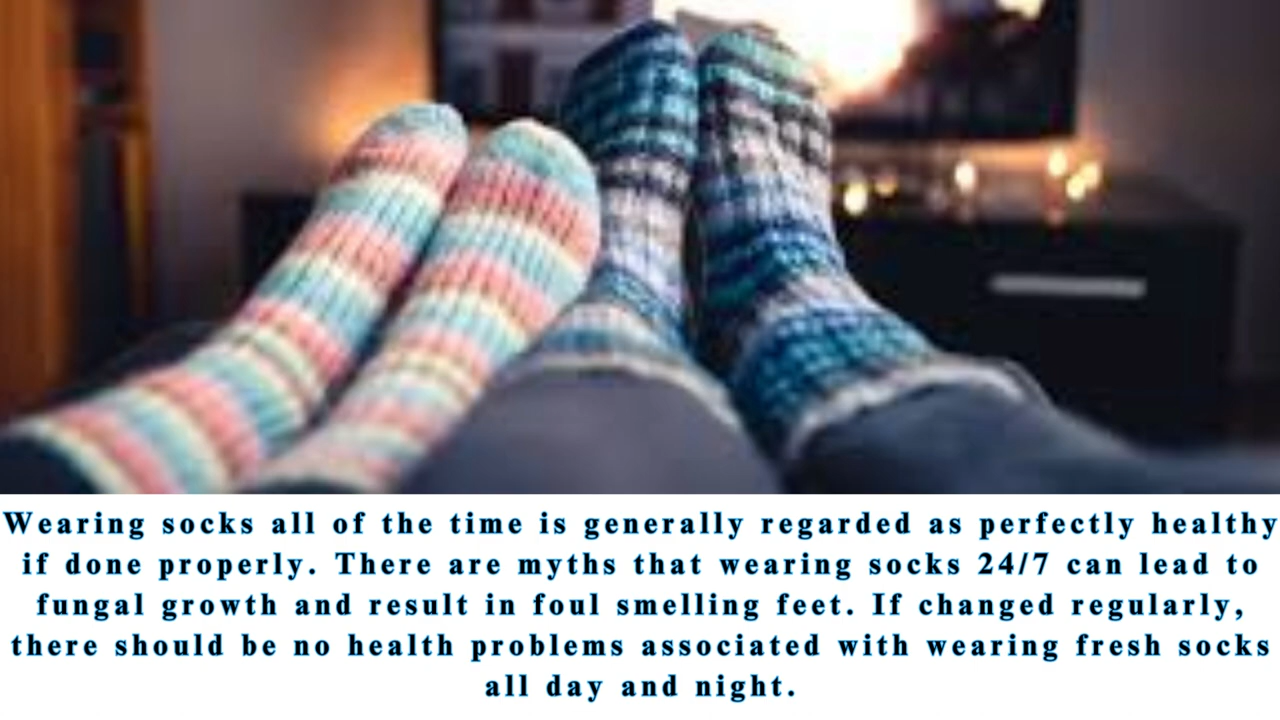 Wearing socks all of the time is generally regarded as perfectly healthy
if done properly. There are myths that wearing socks 24/7 can lead to
fungal growth and result in foul smelling feet. If changed regularly,
there should be no health problems associated with wearing fresh socks
all day and night.